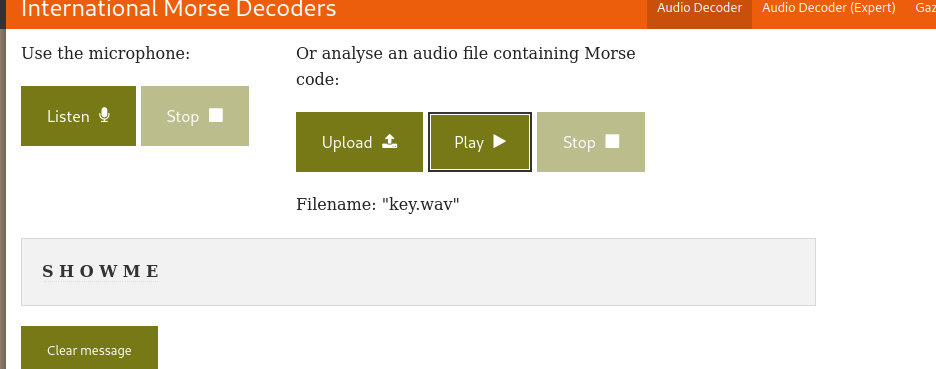 International Morse Decoders
Audio Decoder Audio Decoder (Expert) Gaz
Use the microphone:
Listen Stop
Or analyse an audio file containing Morse
code:
Upload Play Stop
Filename: "key.wav"
S H O W M E
Clear message